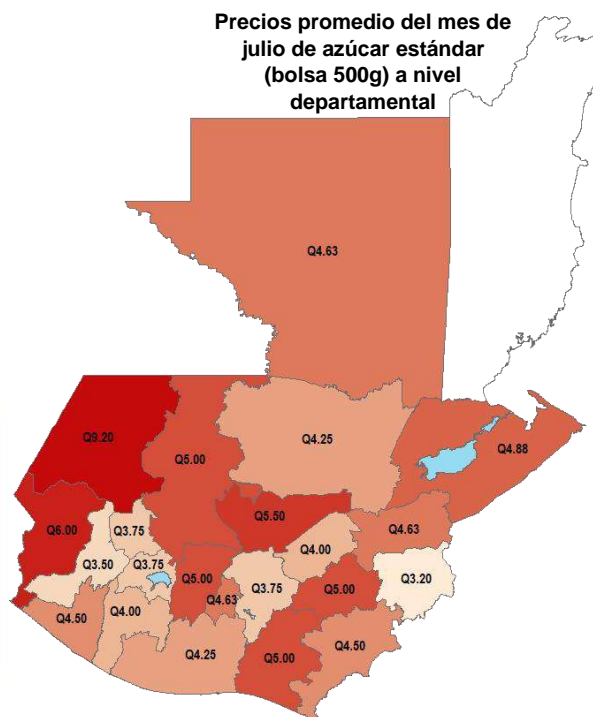 Precios promedio del mes de
julio de azúcar estándar
(bolsa 500g) a nivel
departamental
Q4.63
Q9.20
Q5.00
Q4.25
Q4.88
Q6.00
Q3.75
Q5.50
Q4.63
Q3.50
Q3.75
Q4.00
Q5.00
Q3.75
Q5.00
Q3.20
Q4.50
Q4.00
Q4.63
Q4.25
Q5.00
Q4.50